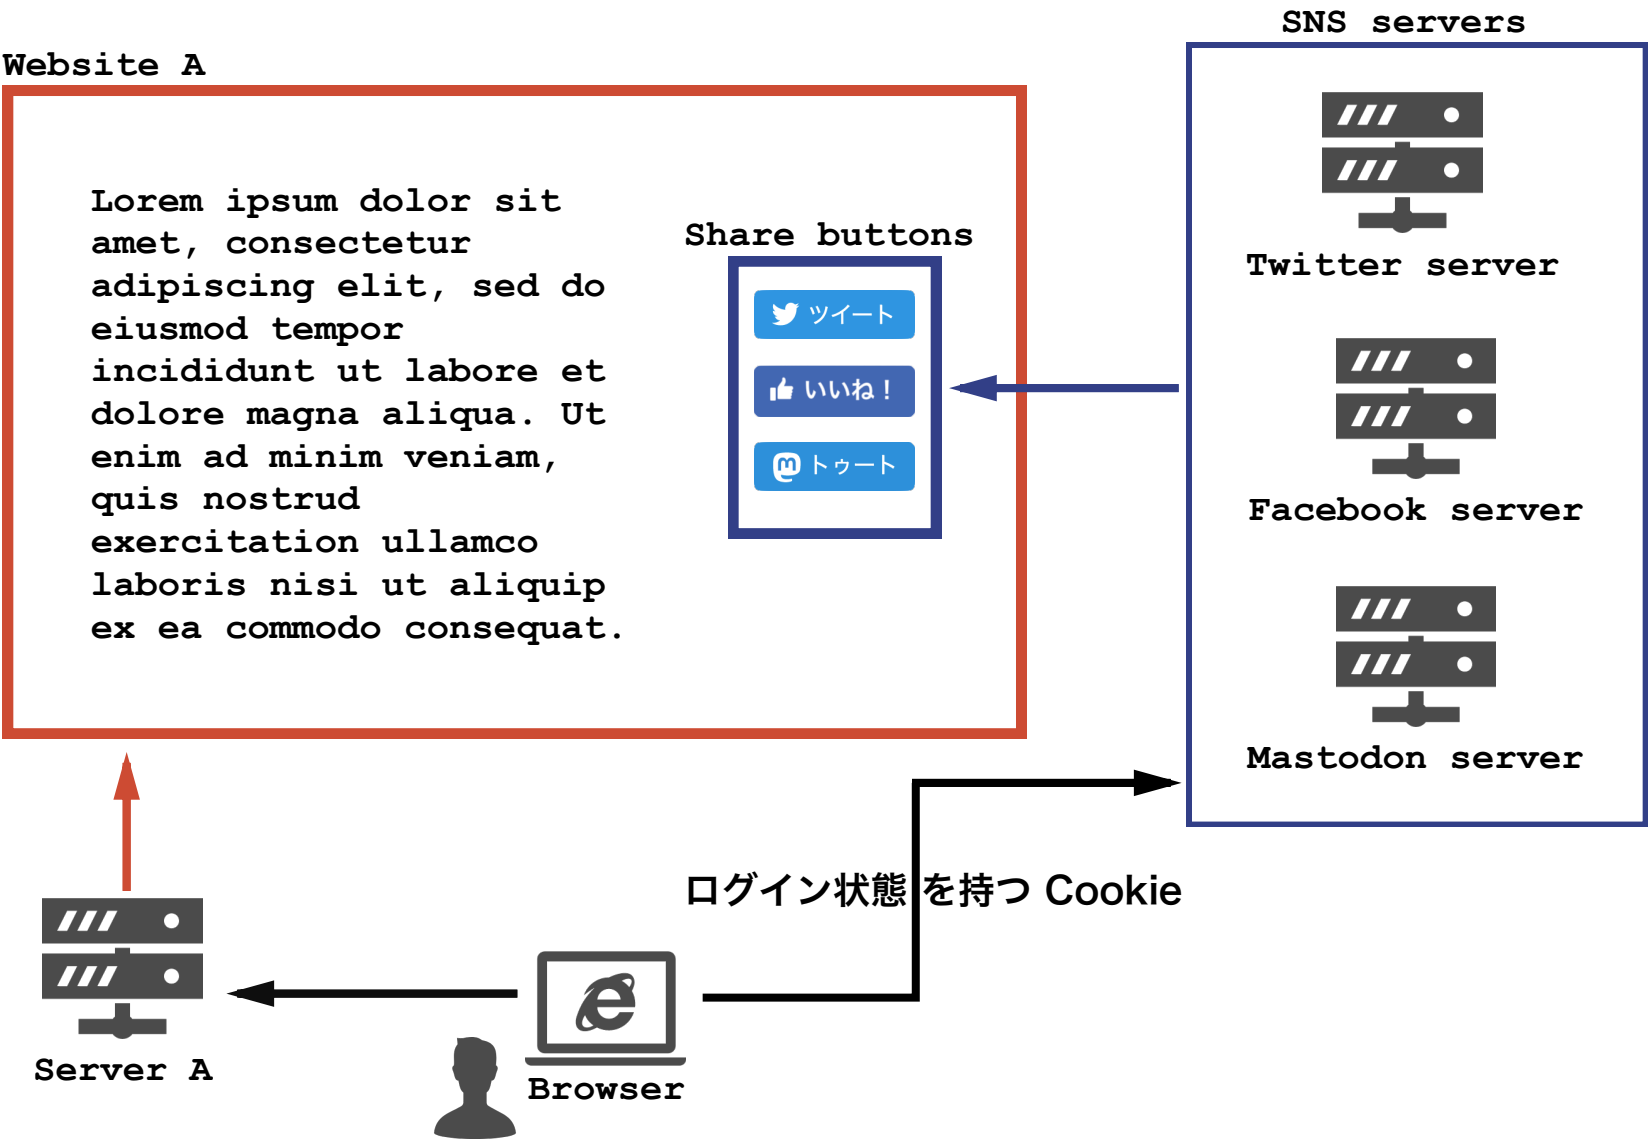 SNS servers
Website A
Lorem ipsum dolor sit
amet, consectetur
adipiscing elit, sed do
eiusmod tempor
incididunt ut labore et
dolore magna aliqua. Ut
enim ad minim veniam,
quis nostrud
exercitation ullamco
laboris nisi ut aliquip
ex ea commodo consequat.
Share buttons
ツイート
いいね！
トゥート
Twitter server
Facebook server
Mastodon server
ログイン状態を持つ Cookie
Server A
Browser